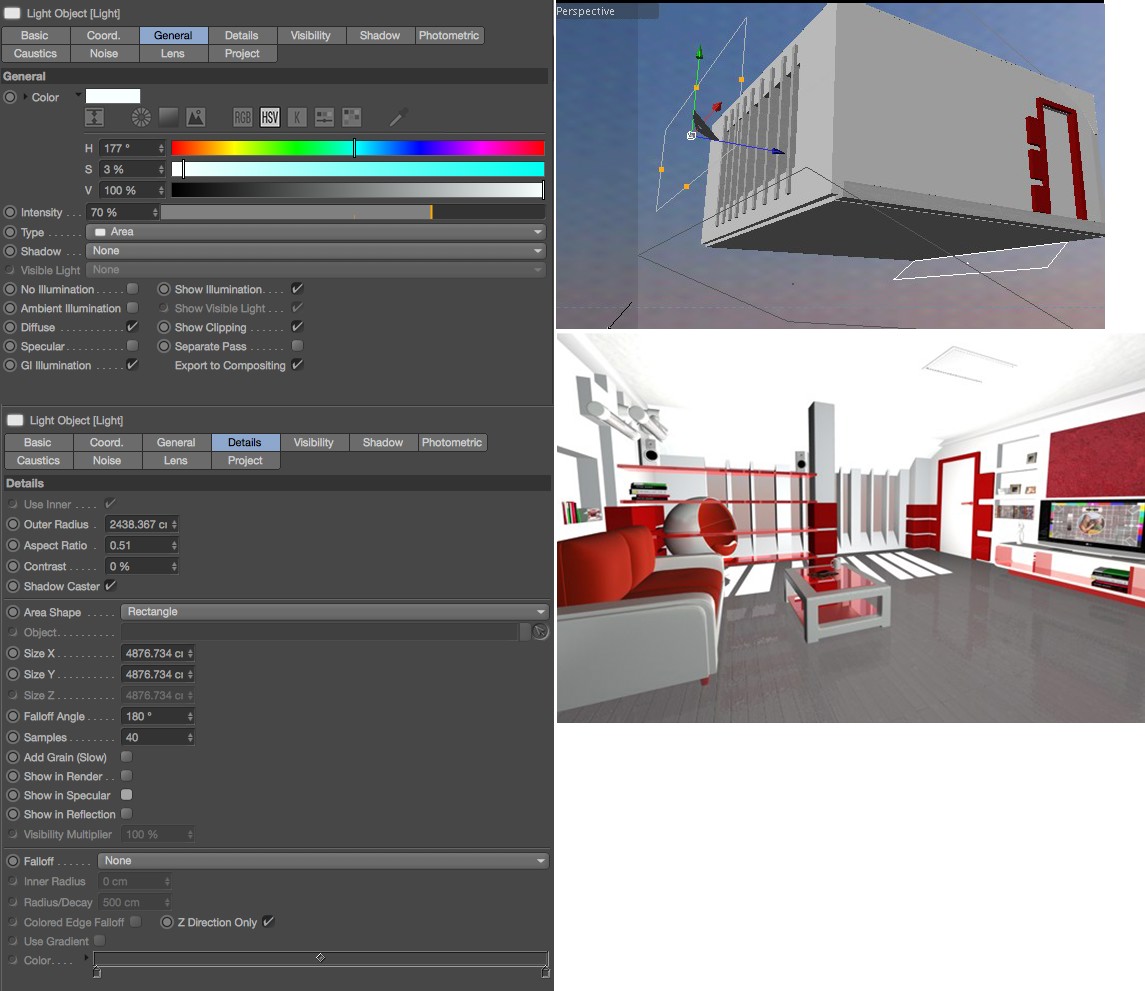 Light Object [Light]
Basic Coord. General Details Visibility Shadow Photometric
Caustics Noise Lens Project
General
Color
RGB HSV K
H 177 °
S 3 %
V 100 %
Intensity . . . 70 %
Type . . . . . . Area
Shadow . . . . None
Visible Light None
No Illumination . . . . Show Illumination. . . .
Ambient Illumination Show Visible Light . . .
Diffuse . . . . . . . . . Show Clipping . . . . .
Specular. . . . . . . . Separate Pass . . . . .
GI Illumination . . . . . Export to Compositing
Light Object [Light]
Basic Coord. General Details Visibility Shadow Photometric
Caustics Noise Lens Project
Details
Use Inner . . . .
Outer Radius . 2438.367 cı
Aspect Ratio . 0.51
Contrast . . . . 0 %
Shadow Caster
Area Shape . . . . . Rectangle
Object. . . . . . . . .
Size X . . . . . . . . . 4876.734 cı
Size Y . . . . . . . . . 4876.734 cı
Size Z . . . . . . . . . 4876.734 cı
Falloff Angle . . . . . 180 °
Samples . . . . . . . . 40
Add Grain (Slow)
Show in Render . .
Show in Specular
Show in Reflection
Visibility Multiplier 100 %
Falloff . . . . . . None
Inner Radius 0 cm
Radius/Decay 500 cm
Colored Edge Falloff Z Direction Only
Use Gradient
Color. . . .
Perspective